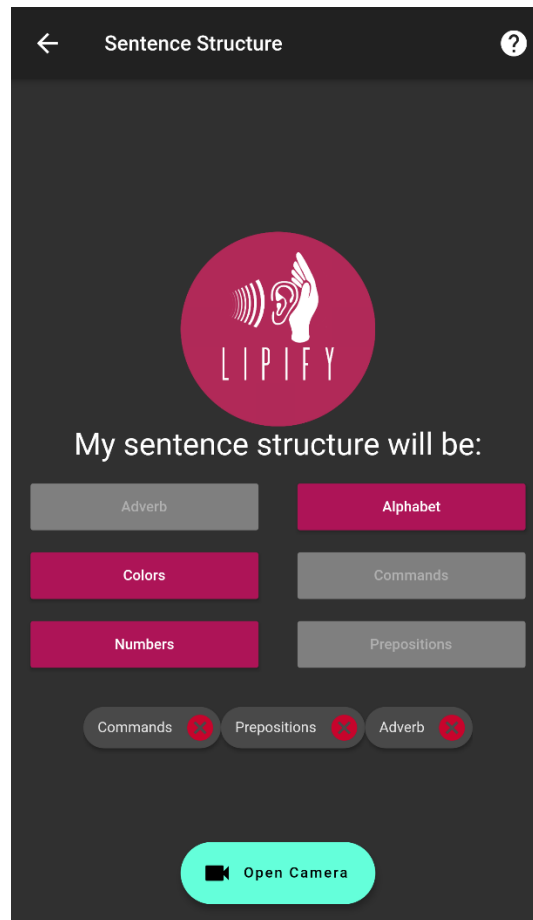 Sentence Structure
?
LIPIFY
My sentence structure will be:
Adverb Alphabet
Colors Commands
Numbers Prepositions
Commands Prepositions Adverb
Open Camera